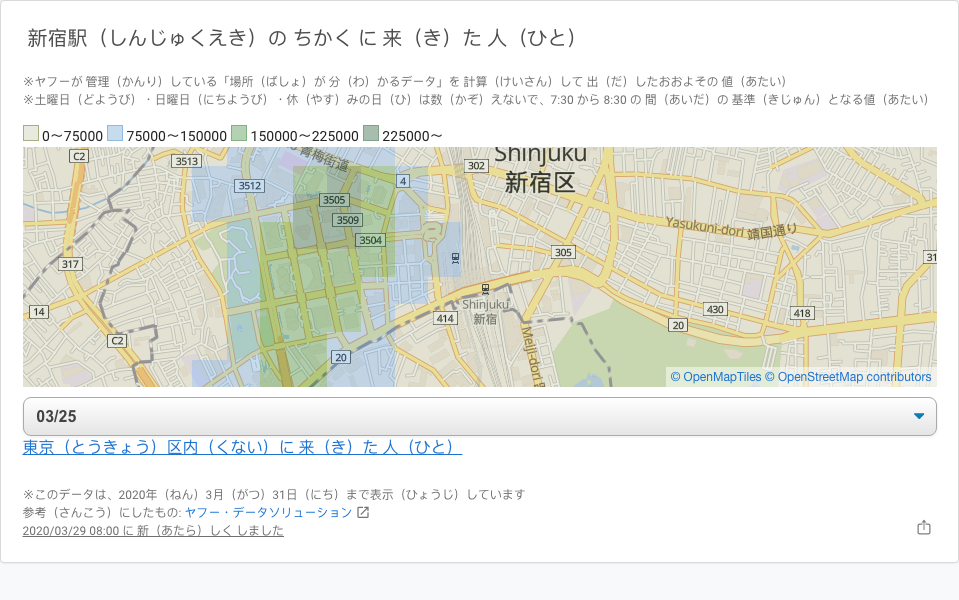 新宿駅（しんじゅくえき）の ちかく に 来（き）た 人（ひと）
※ヤフーが 管理（かんり）している「場所（ばしょ）が 分（わ）かるデータ」を 計算（けいさん）して 出（だ）したおおよその 値（あたい）
※土曜日（どようび）・日曜日（にちようび）・休（やす）みの日（ひ）は数（かぞ）えないで、7:30 から 8:30 の 間（あいだ）の 基準（きじゅん）となる値（あたい）
0〜75000 75000〜150000 150000〜225000 225000〜
C2
3513
青梅街道
302
Shinjuku
新宿区
3512
4
3505
3509
3504
Yasukuni-dori 靖国通り
317
305
31
14
Shinjuku
新宿
414
430
418
20
C2
20
Meiji-dori
© OpenMapTiles © OpenStreetMap contributors
03/25
東京（とうきょう）区内（くない）に 来（き）た 人（ひと）
※このデータは、2020年（ねん）3月（がつ）31日（にち）まで表示（ひょうじ）しています
参考（さんこう）にしたもの: ヤフー・データソリューション
2020/03/29 08:00 に 新（あたら）しく しました